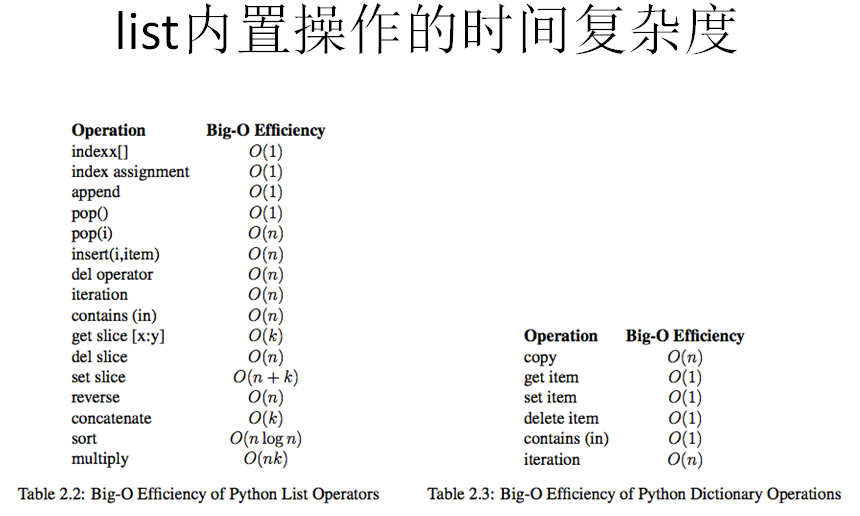 list内置操作的时间复杂度
Operation Big-O Efficiency
indexx[] O(1)
index assignment O(1)
append O(1)
pop() O(1)
pop(i) O(n)
insert(i,item) O(n)
del operator O(n)
iteration O(n)
contains (in) O(n)
get slice [x:y] O(k)
del slice O(n)
set slice O(n + k)
reverse O(n)
concatenate O(k)
sort O(n log n)
multiply O(nk)
Table 2.2: Big-O Efficiency of Python List Operators
Operation Big-O Efficiency
copy O(n)
get item O(1)
set item O(1)
delete item O(1)
contains (in) O(1)
iteration O(n)
Table 2.3: Big-O Efficiency of Python Dictionary Operations